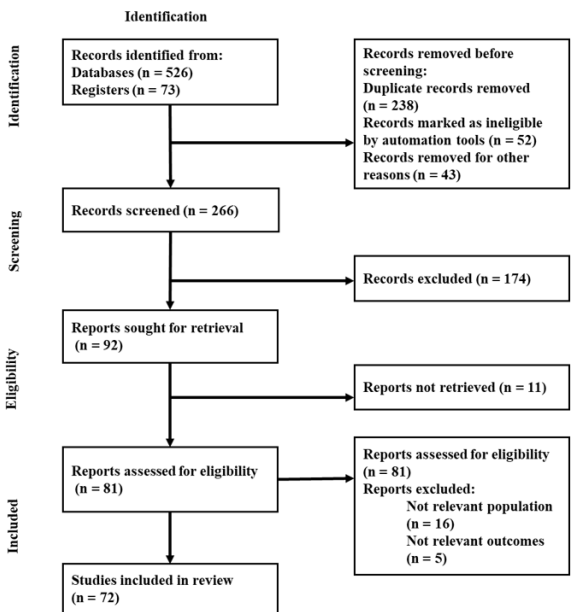 Identification
Identification
Records identified from:
Databases (n = 526)
Registers (n = 73)
Records removed before
screening:
Duplicate records removed
(n = 238)
Records marked as ineligible
by automation tools (n = 52)
Records removed for other
reasons (n = 43)
Screening
Records screened (n = 266)
Records excluded (n = 174)
Reports sought for retrieval
(n = 92)
Eligibility
Reports not retrieved (n = 11)
Reports assessed for eligibility
(n = 81)
Reports assessed for eligibility
(n = 81)
Reports excluded:
Not relevant population
(n = 16)
Not relevant outcomes
(n = 5)
Included
Studies included in review
(n = 72)